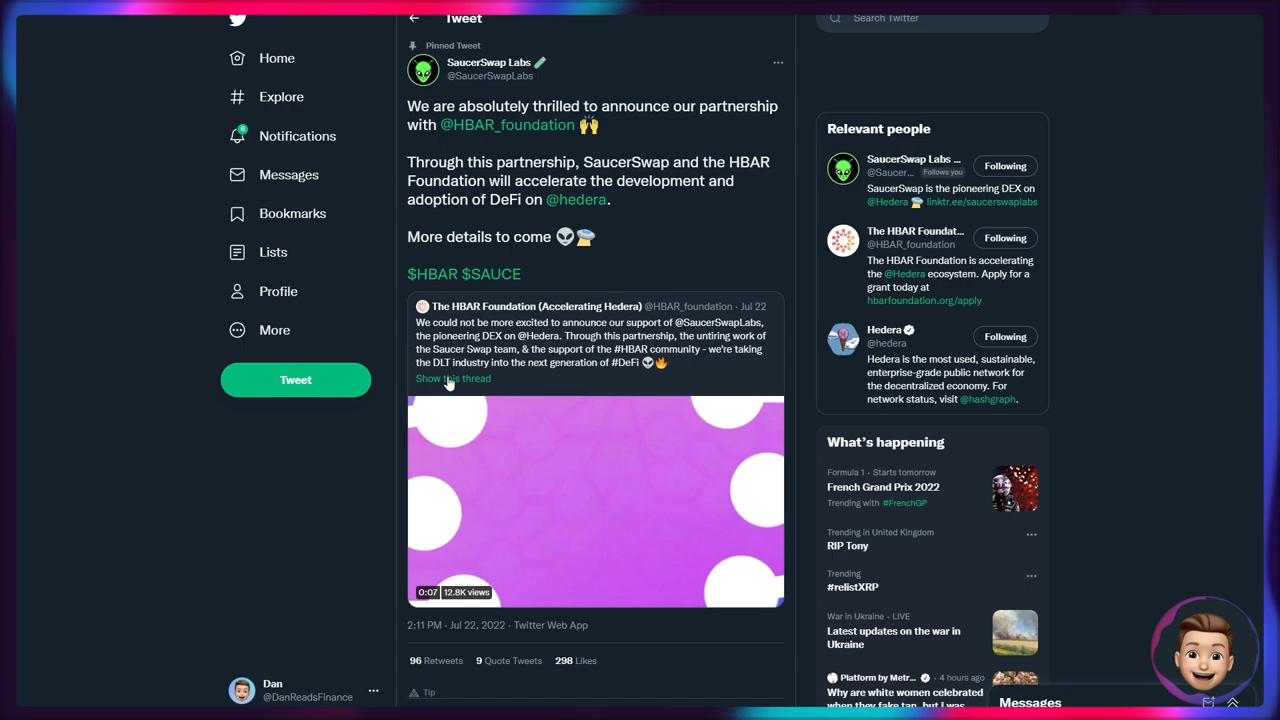 Home
Explore
6
Notifications
Messages
Bookmarks
Lists
Profile
More
Tweet
Dan
@DanReadsFinance
Tweet
Pinned Tweet
SaucerSwap Labs
@SaucerSwapLabs
We are absolutely thrilled to announce our partnership
with @HBAR_foundation 🙌
Through this partnership, SaucerSwap and the HBAR
Foundation will accelerate the development and
adoption of DeFi on @hedera.
More details to come 👽🛸
$HBAR $SAUCE
The HBAR Foundation (Accelerating Hedera) @HBAR_foundation · Jul 22
We could not be more excited to announce our support of @SaucerSwapLabs,
the pioneering DEX on @Hedera. Through this partnership, the untiring work of
the Saucer Swap team, & the support of the #HBAR community - we're taking
the DLT industry into the next generation of #DeFi 👽🔥
Show this thread
0:07 12.8K views
2:11 PM · Jul 22, 2022 · Twitter Web App
96 Retweets 9 Quote Tweets 298 Likes
Tip
Search Twitter
Relevant people
SaucerSwap Labs ...
@Saucer... Follows you
Following
SaucerSwap is the pioneering DEX on
@Hedera 🛸 linktr.ee/saucerswaplabs
The HBAR Foundat...
@HBAR_foundation
Following
The HBAR Foundation is accelerating
the @Hedera ecosystem. Apply for a
grant today at
hbarfoundation.org/apply
Hedera
@hedera
Following
Hedera is the most used, sustainable,
enterprise-grade public network for
the decentralized economy. For
network status, visit @hashgraph.
What's happening
Formula 1 · Starts tomorrow
French Grand Prix 2022
Trending with #FrenchGP
Trending in United Kingdom
RIP Tony
Trending
#relistXRP
War in Ukraine · LIVE
Latest updates on the war in
Ukraine
Platform by Metr... · 4 hours ago
Why are white women celebrated
when they fake tan, but I was
Messages